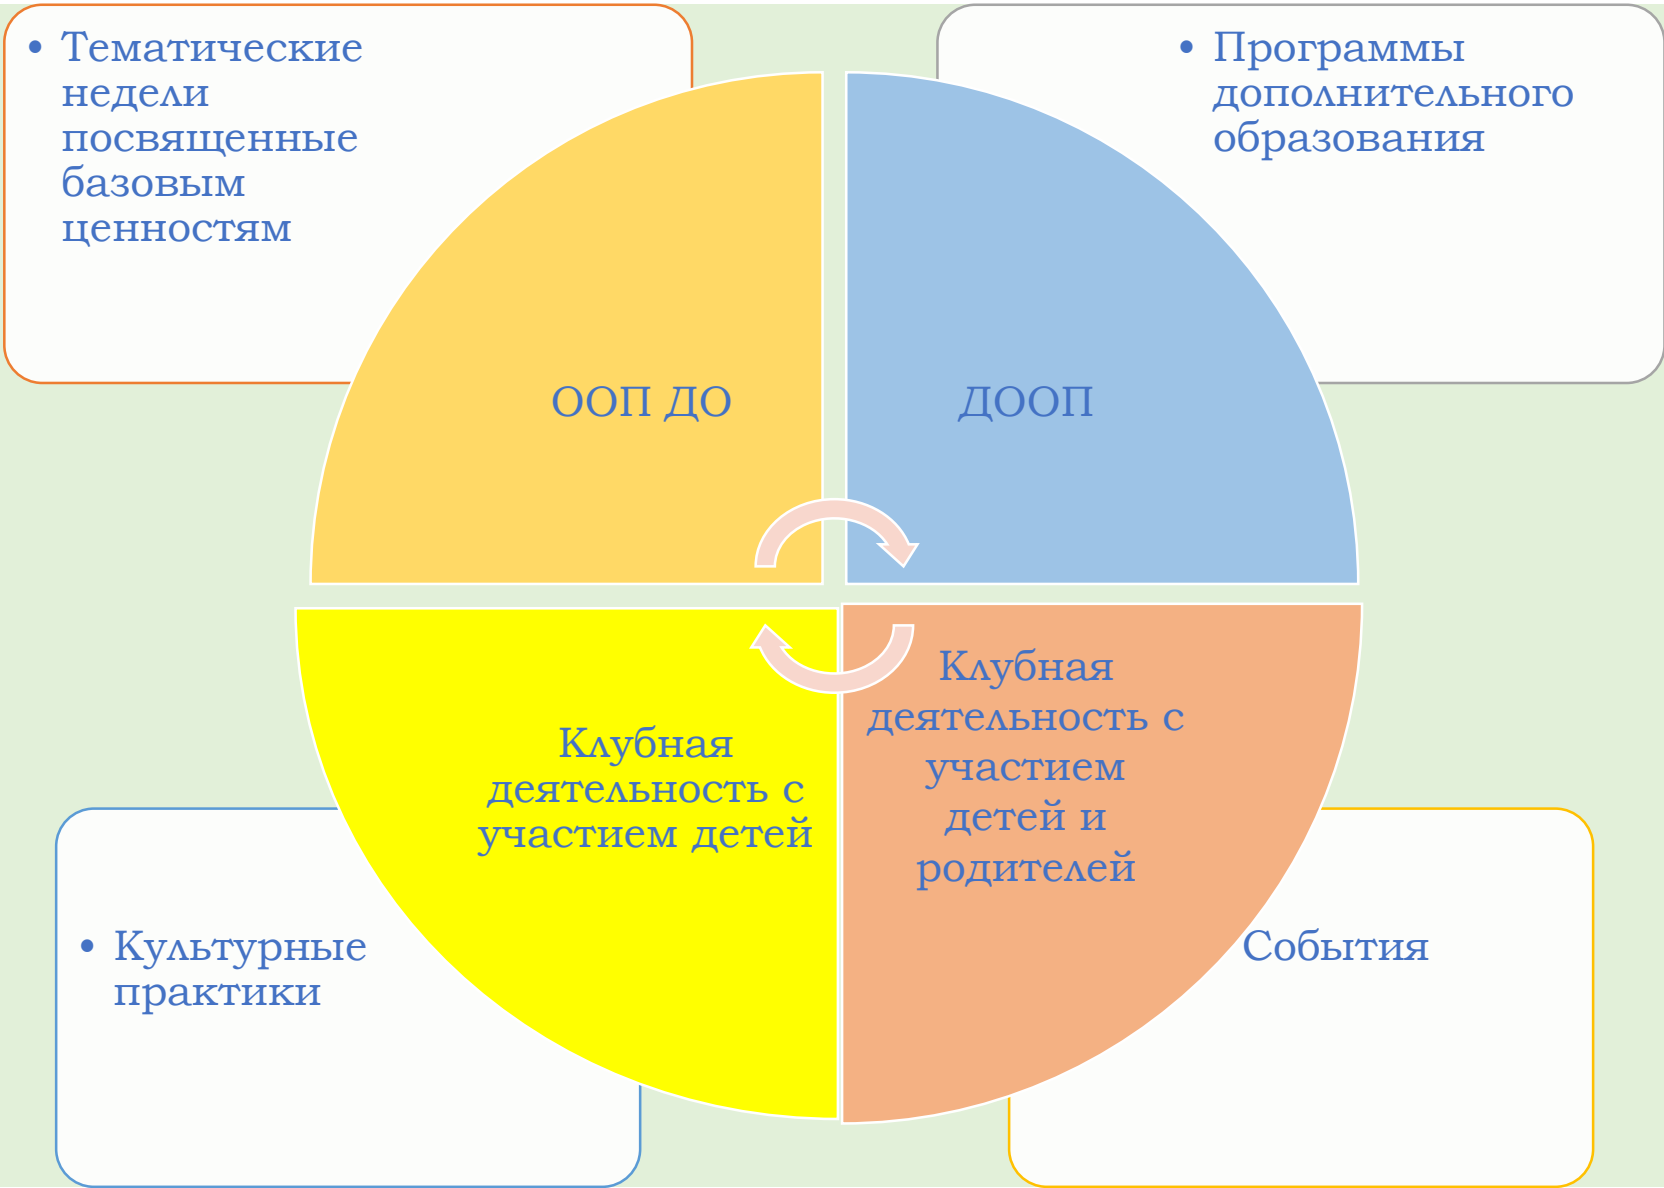 • Тематические
недели
посвященные
базовым
ценностям
• Программы
дополнительного
образования
ООП ДО
ДООП
Клубная
деятельность с
участием детей
Клубная
деятельность с
участием
детей и
родителей
• Культурные
практики
События